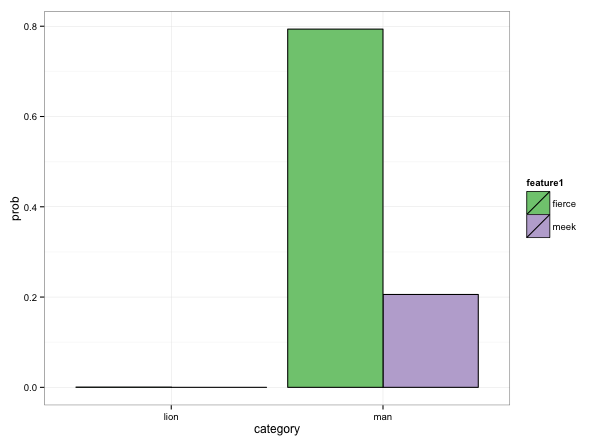 0.8
0.6
0.4
0.2
0.0
prob
lion man
category
feature1
fierce
meek